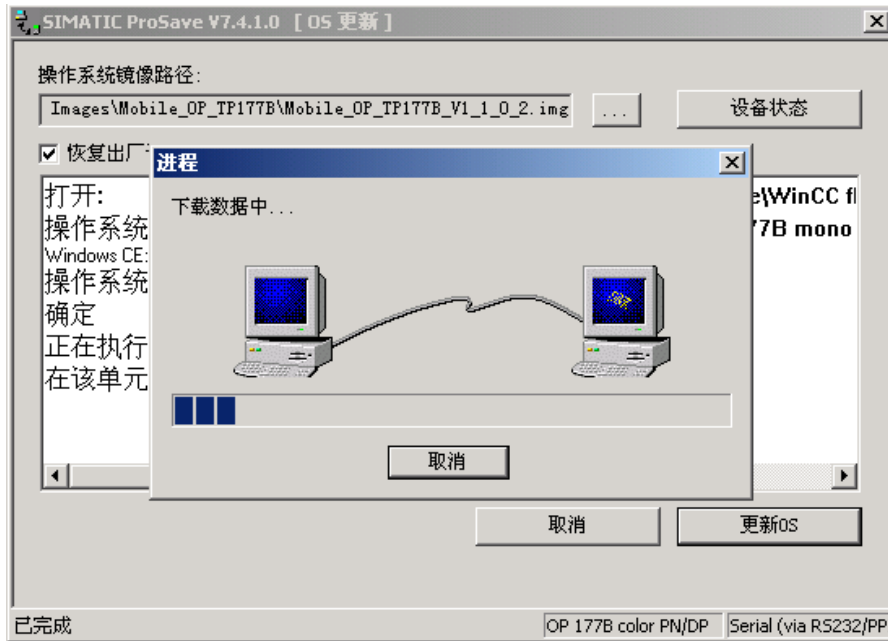 SIMATIC ProSave V7.4.1.0 [ OS 更新 ]
操作系统镜像路径:
Images\Mobile_OP_TP177B\Mobile_OP_TP177B_V1_1_0_2.img
...
设备状态
恢复出厂
进程
下载数据中...
打开:
e\WinCC fl
操作系统
77B mono
Windows CE:
操作系统
确定
正在执行
在该单元
取消
取消
更新OS
已完成
OP 177B color PN/DP
Serial (via RS232/PP